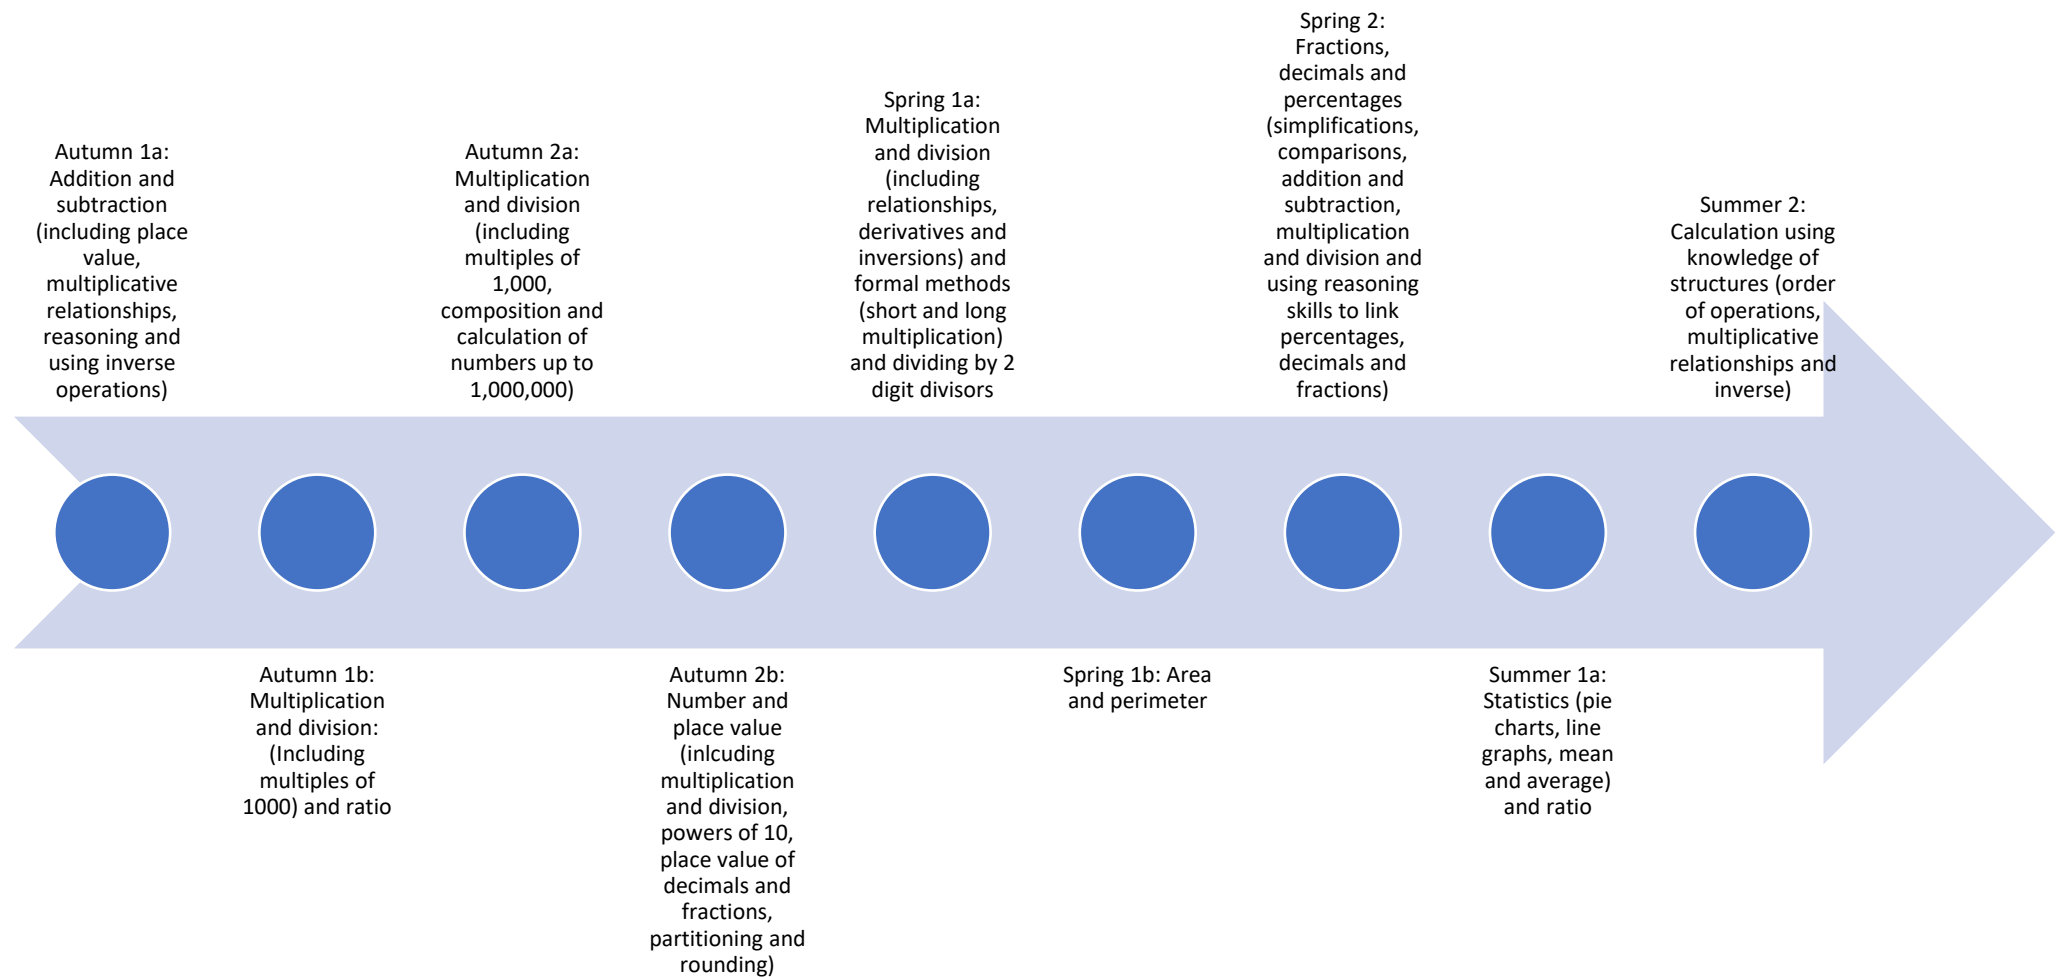 Autumn 1a:
Addition and
subtraction
(including place
value,
multiplicative
relationships,
reasoning and
using inverse
operations)
Autumn 1b:
Multiplication
and division:
(Including
multiples of
1000) and ratio
Autumn 2a:
Multiplication
and division
(including
multiples of
1,000,
composition and
calculation of
numbers up to
1,000,000)
Autumn 2b:
Number and
place value
(inlcuding
multiplication
and division,
powers of 10,
place value of
decimals and
fractions,
partitioning and
rounding)
Spring 1a:
Multiplication
and division
(including
relationships,
derivatives and
inversions) and
formal methods
(short and long
multiplication)
and dividing by 2
digit divisors
Spring 1b: Area
and perimeter
Spring 2:
Fractions,
decimals and
percentages
(simplifications,
comparisons,
addition and
subtraction,
multiplication
and division and
using reasoning
skills to link
percentages,
decimals and
fractions)
Summer 1a:
Statistics (pie
charts, line
graphs, mean
and average)
and ratio
Summer 2:
Calculation using
knowledge of
structures (order
of operations,
multiplicative
relationships and
inverse)